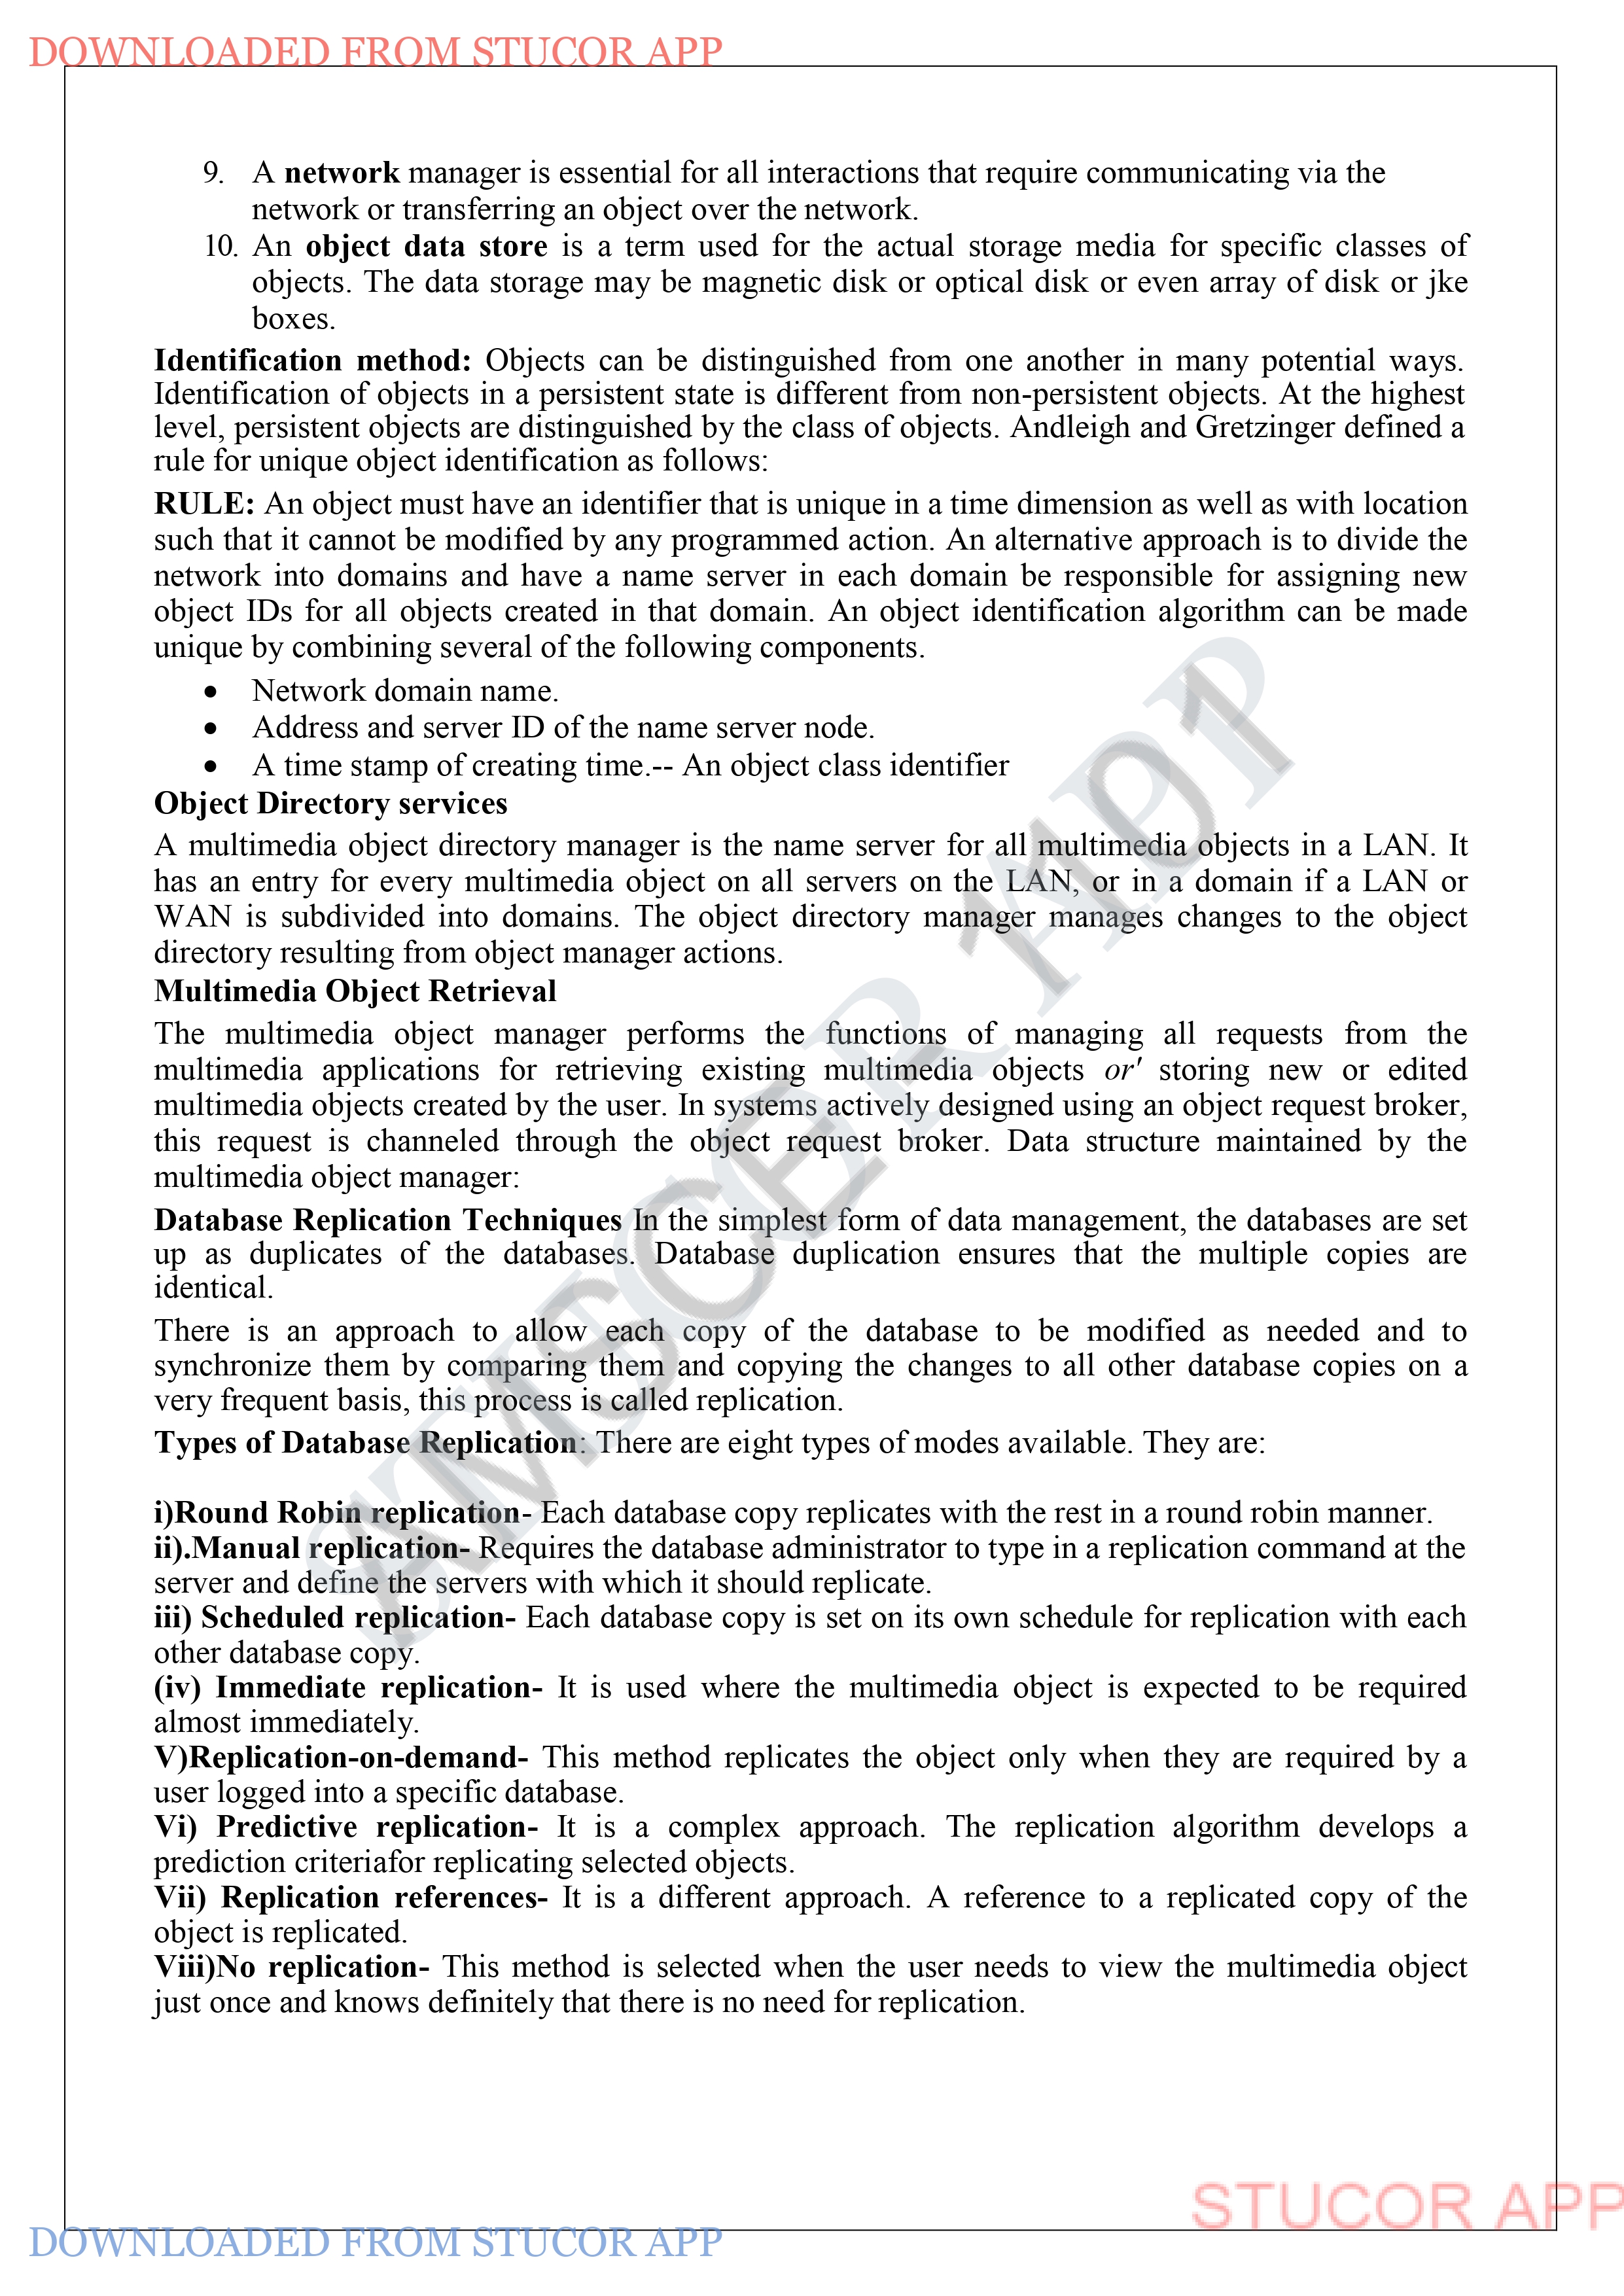 DOWNLOADED FROM STUCOR APP
9. A network manager is essential for all interactions that require communicating via the
network or transferring an object over the network.
10. An object data store is a term used for the actual storage media for specific classes of
objects. The data storage may be magnetic disk or optical disk or even array of disk or jke
boxes.
Identification method: Objects can be distinguished from one another in many potential ways.
Identification of objects in a persistent state is different from non-persistent objects. At the highest
level, persistent objects are distinguished by the class of objects. Andleigh and Gretzinger defined a
rule for unique object identification as follows:
RULE: An object must have an identifier that is unique in a time dimension as well as with location
such that it cannot be modified by any programmed action. An alternative approach is to divide the
network into domains and have a name server in each domain be responsible for assigning new
object IDs for all objects created in that domain. An object identification algorithm can be made
unique by combining several of the following components.
• Network domain name.
• Address and server ID of the name server node.
• A time stamp of creating time.-- An object class identifier
Object Directory services
A multimedia object directory manager is the name server for all multimedia objects in a LAN. It
has an entry for every multimedia object on all servers on the LAN, or in a domain if a LAN or
WAN is subdivided into domains. The object directory manager manages changes to the object
directory resulting from object manager actions.
Multimedia Object Retrieval
The multimedia object manager performs the functions of managing all requests from the
multimedia applications for retrieving existing multimedia objects or' storing new or edited
multimedia objects created by the user. In systems actively designed using an object request broker,
this request is channeled through the object request broker. Data structure maintained by the
multimedia object manager:
Database Replication Techniques In the simplest form of data management, the databases are set
up as duplicates of the databases. Database duplication ensures that the multiple copies are
identical.
There is an approach to allow each copy of the database to be modified as needed and to
synchronize them by comparing them and copying the changes to all other database copies on a
very frequent basis, this process is called replication.
Types of Database Replication: There are eight types of modes available. They are:
i)Round Robin replication- Each database copy replicates with the rest in a round robin manner.
ii).Manual replication- Requires the database administrator to type in a replication command at the
server and define the servers with which it should replicate.
iii) Scheduled replication- Each database copy is set on its own schedule for replication with each
other database copy.
(iv) Immediate replication- It is used where the multimedia object is expected to be required
almost immediately.
V)Replication-on-demand- This method replicates the object only when they are required by a
user logged into a specific database.
Vi) Predictive replication- It is a complex approach. The replication algorithm develops a
prediction criteriafor replicating selected objects.
Vii) Replication references- It is a different approach. A reference to a replicated copy of the
object is replicated.
Viii)No replication- This method is selected when the user needs to view the multimedia object
just once and knows definitely that there is no need for replication.
AMSCE 1101
STUCOR APP
STUCOR APP
DOWNLOADED FROM STUCOR APP